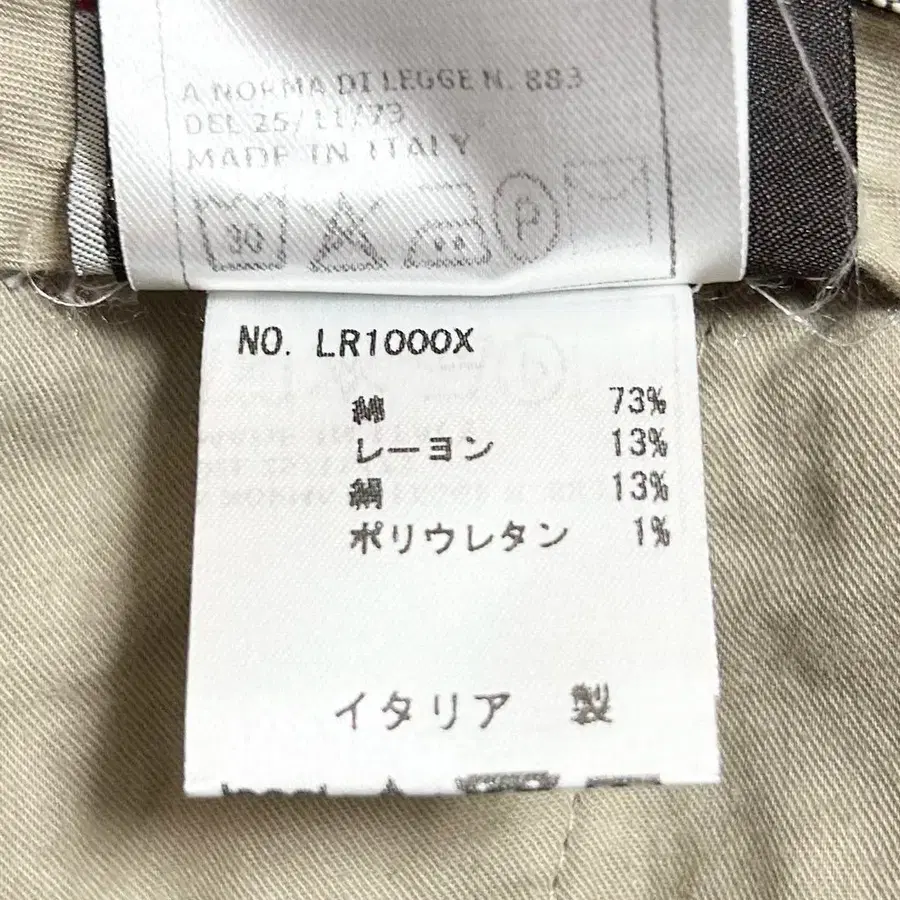 A NORMA DI LEGGE N. 883
DEL 25/11/73
MADE IN ITALY
30 P
NO. LR1000X
綿 73%
レーヨン 13%
絹 13%
ポリウレタン 1%
イタリア 製